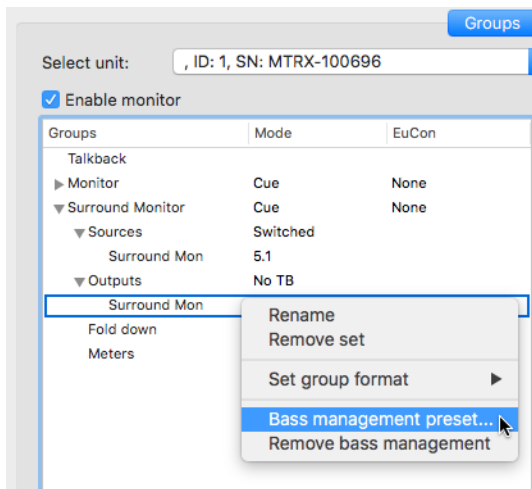 Groups
Select unit: , ID: 1, SN: MTRX-100696
Enable monitor
Groups Mode EuCon
Talkback
Monitor Cue None
Surround Monitor Cue None
Sources Switched
Surround Mon 5.1
Outputs No TB
Surround Mon
Rename
Fold down
Remove set
Meters
Set group format
Bass management preset...
Remove bass management